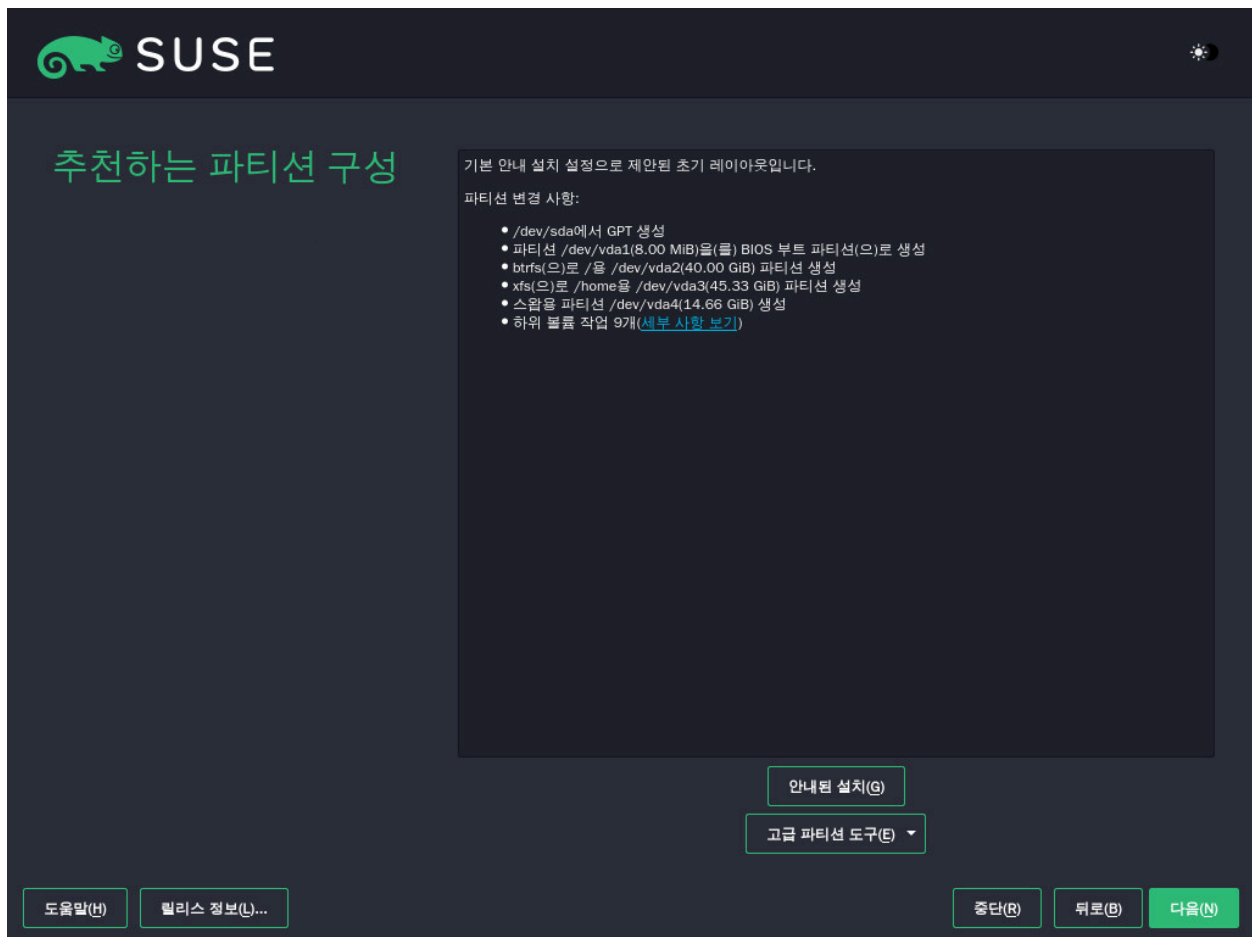 SUSE
추천하는 파티션 구성
기본 안내 설치 설정으로 제안된 초기 레이아웃입니다.
파티션 변경 사항:
• /dev/sda에서 GPT 생성
• 파티션 /dev/vda1(8.00 MiB)을(를) BIOS 부트 파티션(으)로 생성
• btrfs(으)로 /용 /dev/vda2(40.00 GiB) 파티션 생성
• xfs(으)로 /home용 /dev/vda3(45.33 GiB) 파티션 생성
• 스왑용 파티션 /dev/vda4(14.66 GiB) 생성
• 하위 볼륨 작업 9개(세부 사항 보기)
안내된 설치(G)
고급 파티션 도구(E)
도움말(H)
릴리스 정보(L)...
중단(R)
뒤로(B)
다음(N)